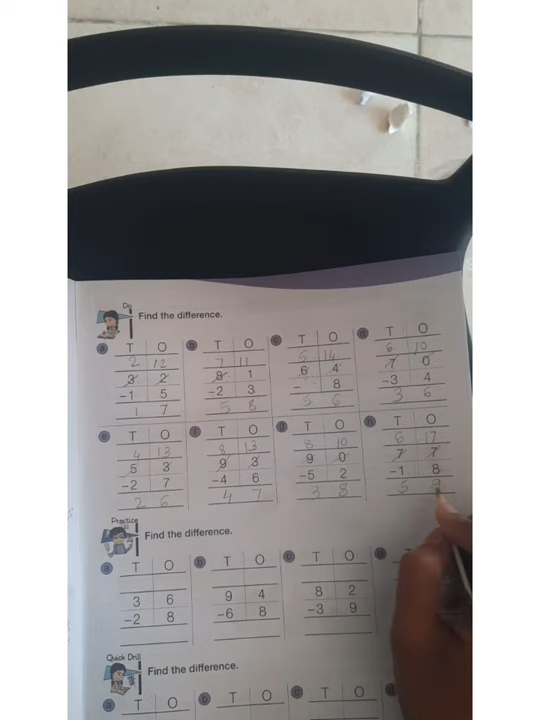 Do
Find the difference.
a T O b T O c T O d T O
2 12 7 11 5 14 6 10
3 2 8 1 6 4 7 0
-1 5 -2 3 - 8 -3 4
1 7 5 8 5 6 3 6
e T O f T O g T O h T O
4 13 8 13 8 10 6 17
5 3 9 3 9 0 7 7
-2 7 -4 6 -5 2 -1 8
2 6 4 7 3 8 5 9
Practice
Find the difference.
a T O b T O c T O d
3 6 9 4 8 2
-2 8 -6 8 -3 9
Quick Drill
Find the difference.
a T O b T O c T O